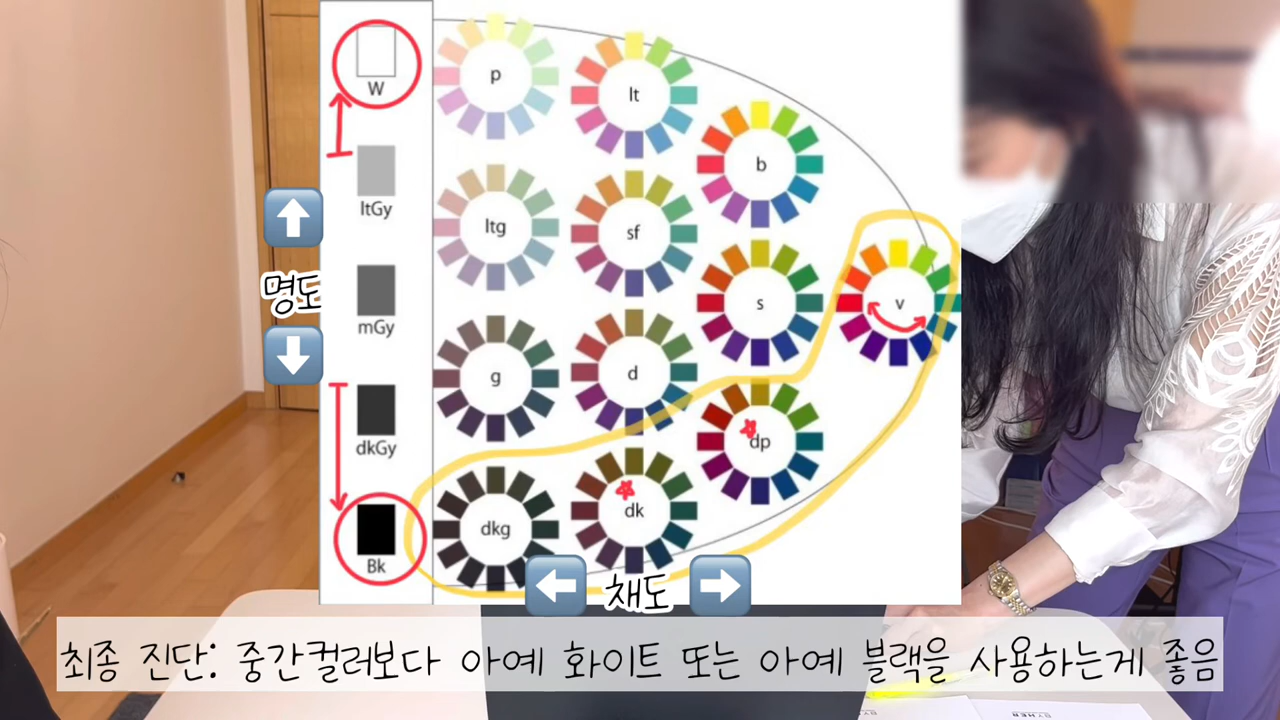 W
ltGy
mGy
dkGy
Bk
명도
p
lt
b
ltg
sf
s
v
g
d
dp
dkg
dk
채도
최종 진단: 중간컬러보다 아예 화이트 또는 아예 블랙을 사용하는게 좋음
BYHER